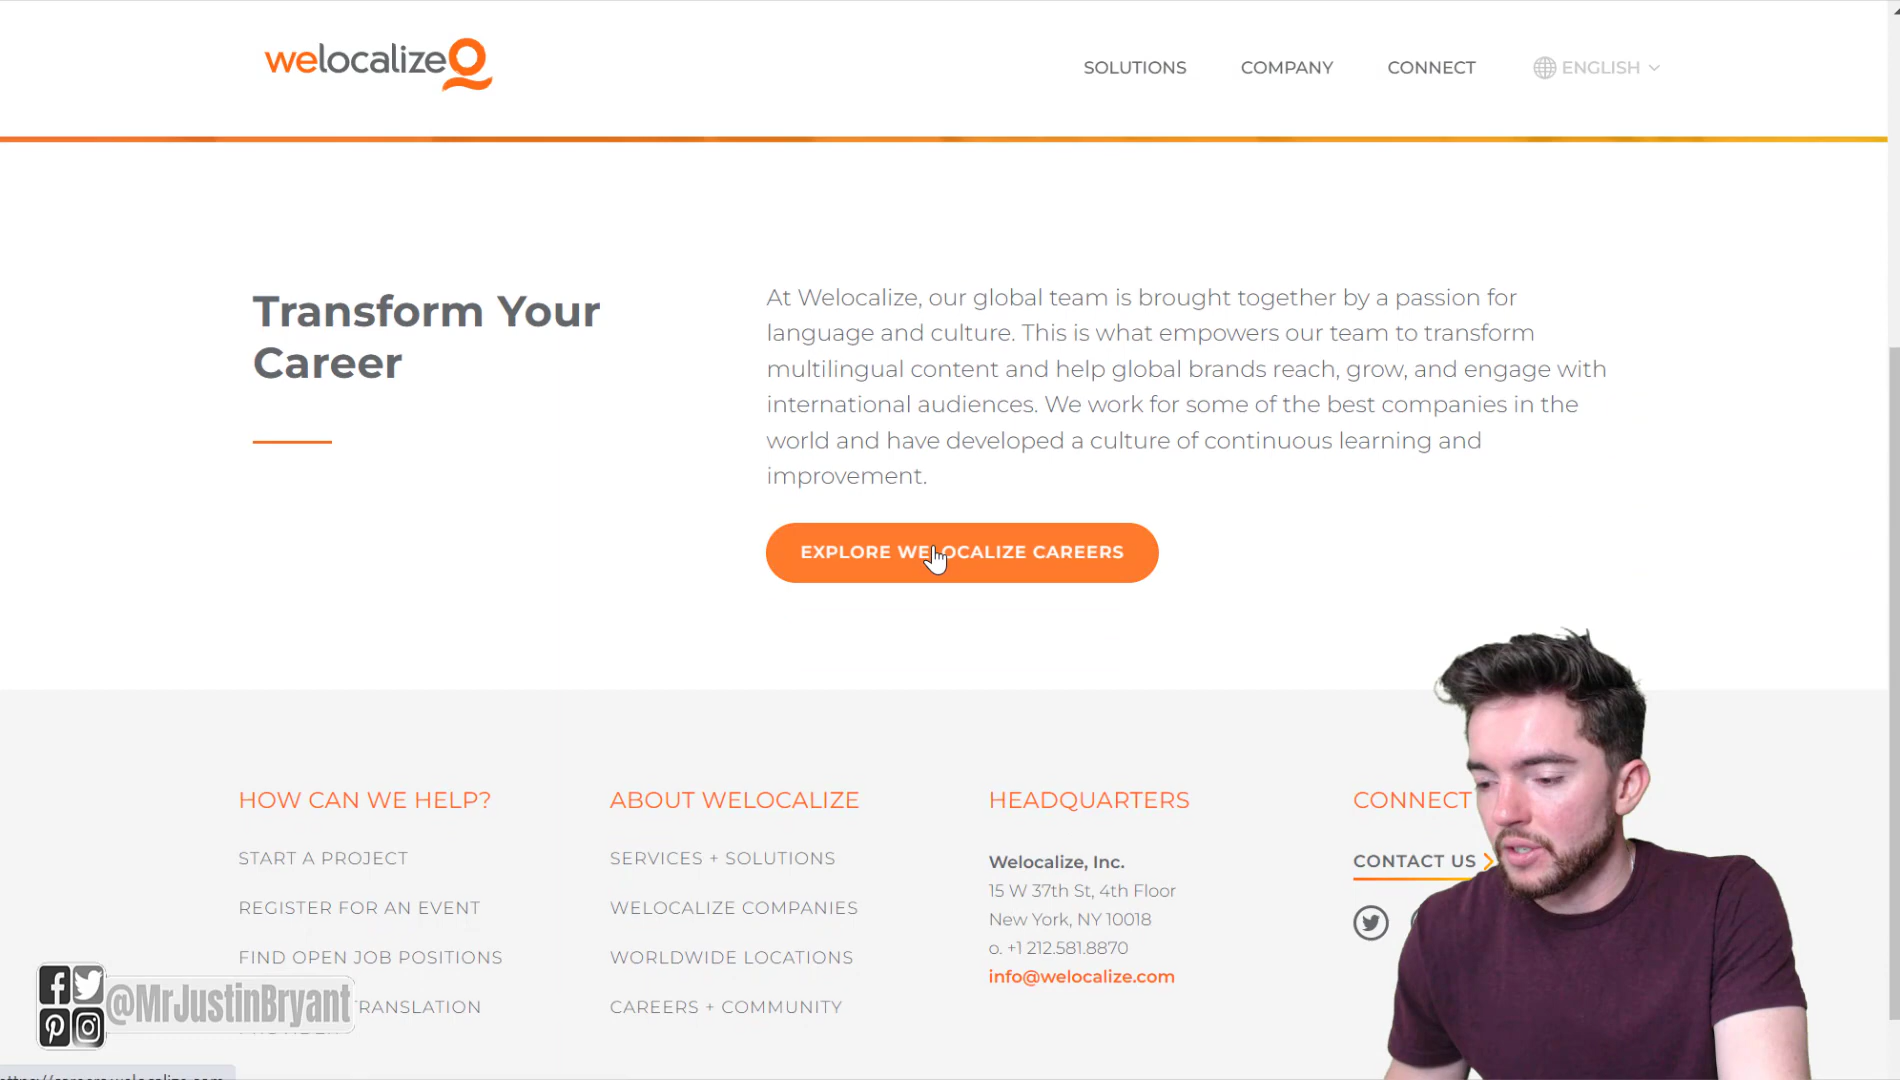 welocalize
SOLUTIONS
COMPANY
CONNECT
ENGLISH
Transform Your
Career
At Welocalize, our global team is brought together by a passion for
language and culture. This is what empowers our team to transform
multilingual content and help global brands reach, grow, and engage with
international audiences. We work for some of the best companies in the
world and have developed a culture of continuous learning and
improvement.
EXPLORE WELOCALIZE CAREERS
HOW CAN WE HELP?
START A PROJECT
REGISTER FOR AN EVENT
FIND OPEN JOB POSITIONS
TRANSLATION
ABOUT WELOCALIZE
SERVICES + SOLUTIONS
WELOCALIZE COMPANIES
WORLDWIDE LOCATIONS
CAREERS + COMMUNITY
HEADQUARTERS
Welocalize, Inc.
15 W 37th St, 4th Floor
New York, NY 10018
o. +1 212.581.8870
info@welocalize.com
CONNECT
CONTACT US
@MrJustinBryant